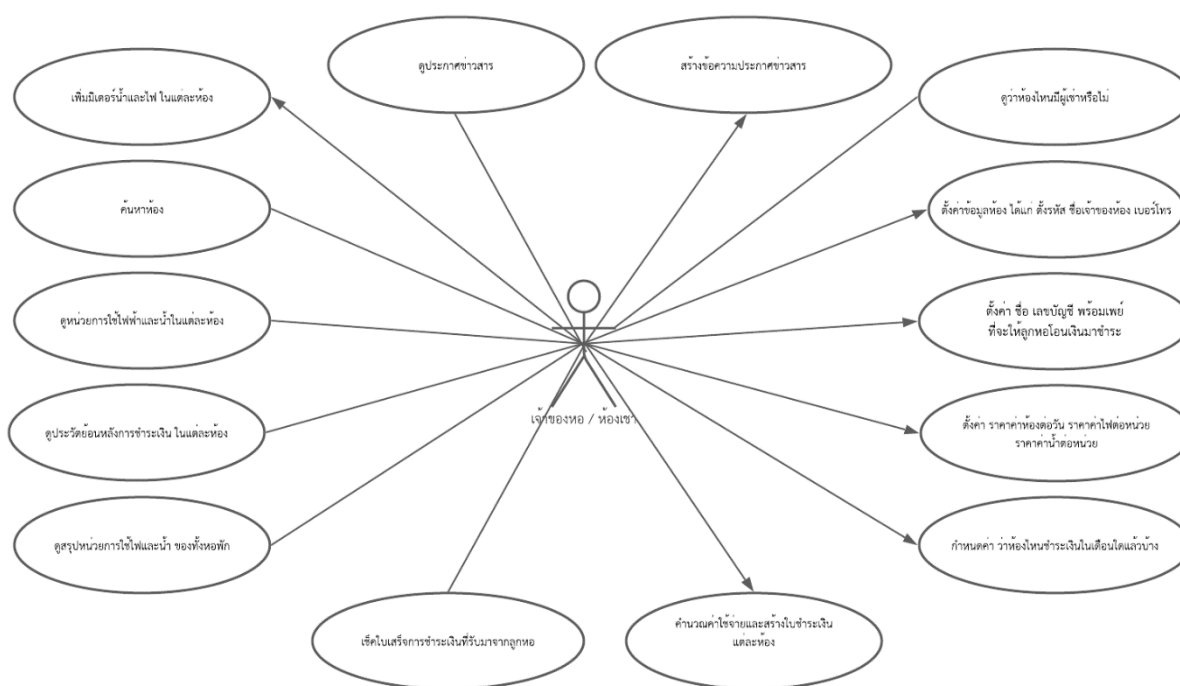 ดูประกาศข่าวสาร
สร้างข้อความประกาศข่าวสาร
เพิ่มมิเตอร์น้ำและไฟ ในแต่ละห้อง
ดูว่าห้องไหนมีผู้เช่าหรือไม่
ค้นหาห้อง
ตั้งค่าข้อมูลห้อง ได้แก่ ตั้งรหัส ชื่อเจ้าของห้อง เบอร์โทร
ดูหน่วยการใช้ไฟฟ้าและน้ำในแต่ละห้อง
ตั้งค่า ชื่อ เลขบัญชี พร้อมเพย์
ที่จะให้ลูกหอโอนเงินมาชำระ
เจ้าของหอ / ห้องเช่า
ดูประวัติย้อนหลังการชำระเงิน ในแต่ละห้อง
ตั้งค่า ราคาค่าห้องต่อวัน ราคาค่าไฟต่อหน่วย
ราคาค่าน้ำต่อหน่วย
ดูสรุปหน่วยการใช้ไฟและน้ำ ของทั้งหอพัก
กำหนดค่า ว่าห้องไหนชำระเงินในเดือนใดแล้วบ้าง
เช็คใบเสร็จการชำระเงินที่รับมาจากลูกหอ
คำนวณค่าใช้จ่ายและสร้างใบชำระเงิน
แต่ละห้อง